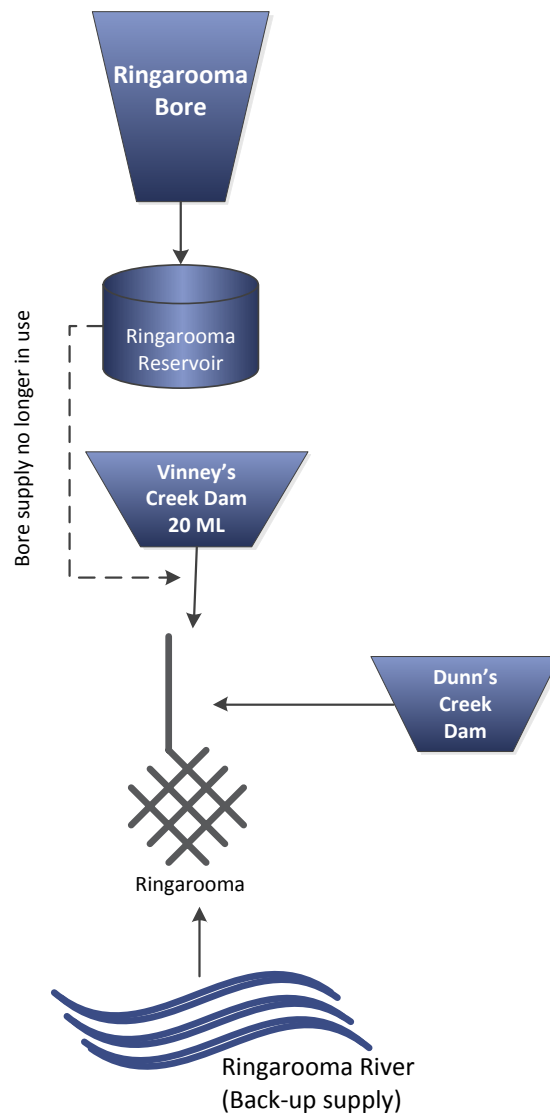 Ringarooma
Bore
Ringarooma
Reservoir
Bore supply no longer in use
Vinney’s
Creek Dam
20 ML
Dunn’s
Creek
Dam
Ringarooma
Ringarooma River
(Back-up supply)